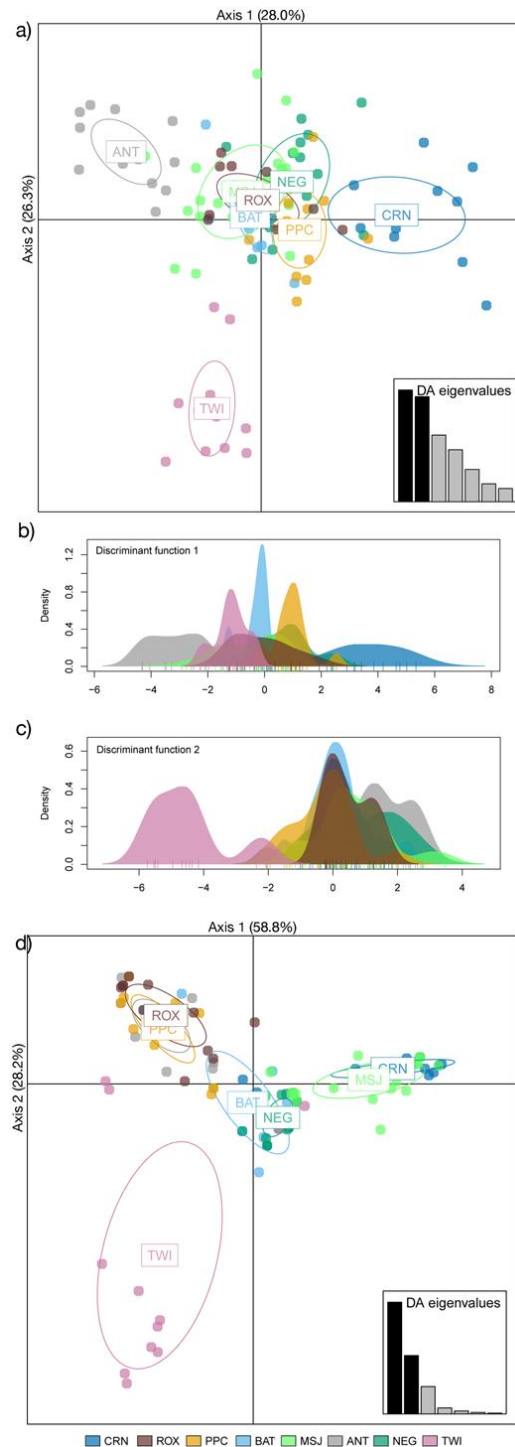 a)
Axis 1 (28.0%)
Axis 2 (26.3%)
ANT
NEG
ROX
BAT
CRN
PPC
TWI
DA eigenvalues
b)
Discriminant function 1
Density
1.2
0.8
0.4
0.0
−6 −4 −2 0 2 4 6 8
c)
Discriminant function 2
Density
0.6
0.4
0.2
0.0
−6 −4 −2 0 2 4
d)
Axis 1 (58.8%)
Axis 2 (28.2%)
ROX
PPC
CRN
MSJ
BAT
NEG
TWI
DA eigenvalues
CRN ROX PPC BAT MSJ ANT NEG TWI